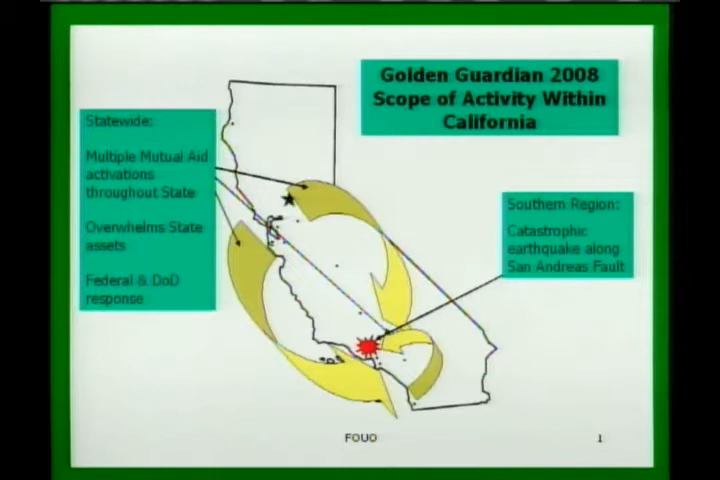 Golden Guardian 2008
Scope of Activity Within
California
Statewide:
Multiple Mutual Aid
activations
throughout State
Overwhelms State
assets
Federal & DoD
response
Southern Region:
Catastrophic
earthquake along
San Andreas Fault
FOUO
1